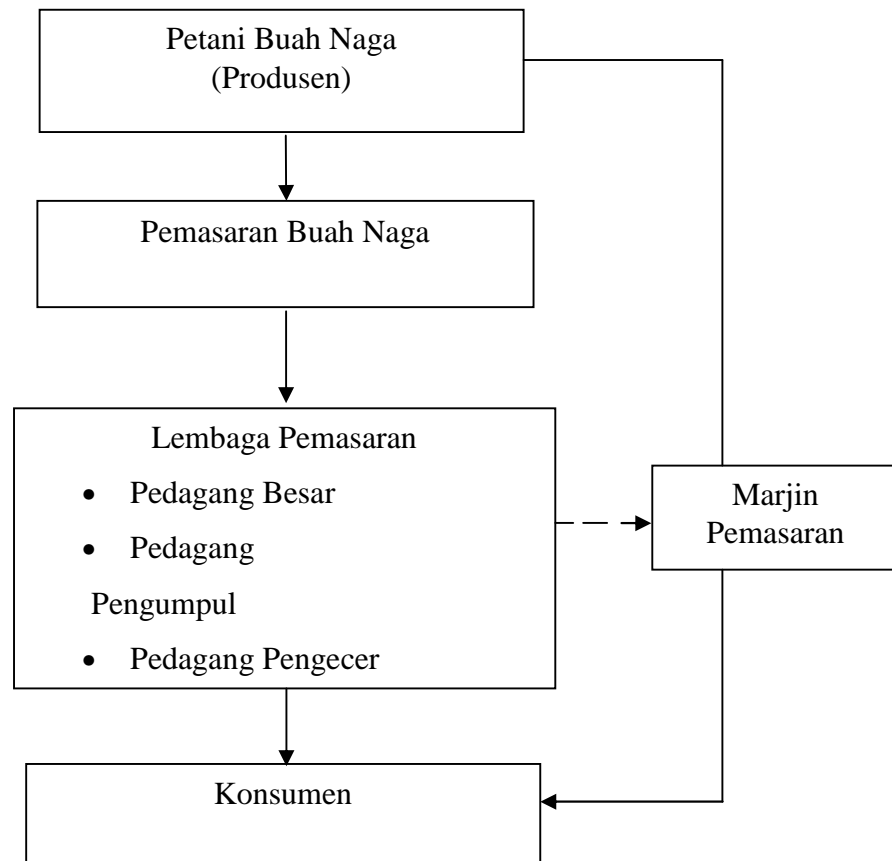 Petani Buah Naga
(Produsen)
Pemasaran Buah Naga
Lembaga Pemasaran
• Pedagang Besar
• Pedagang
Pengumpul
• Pedagang Pengecer
Marjin
Pemasaran
Konsumen